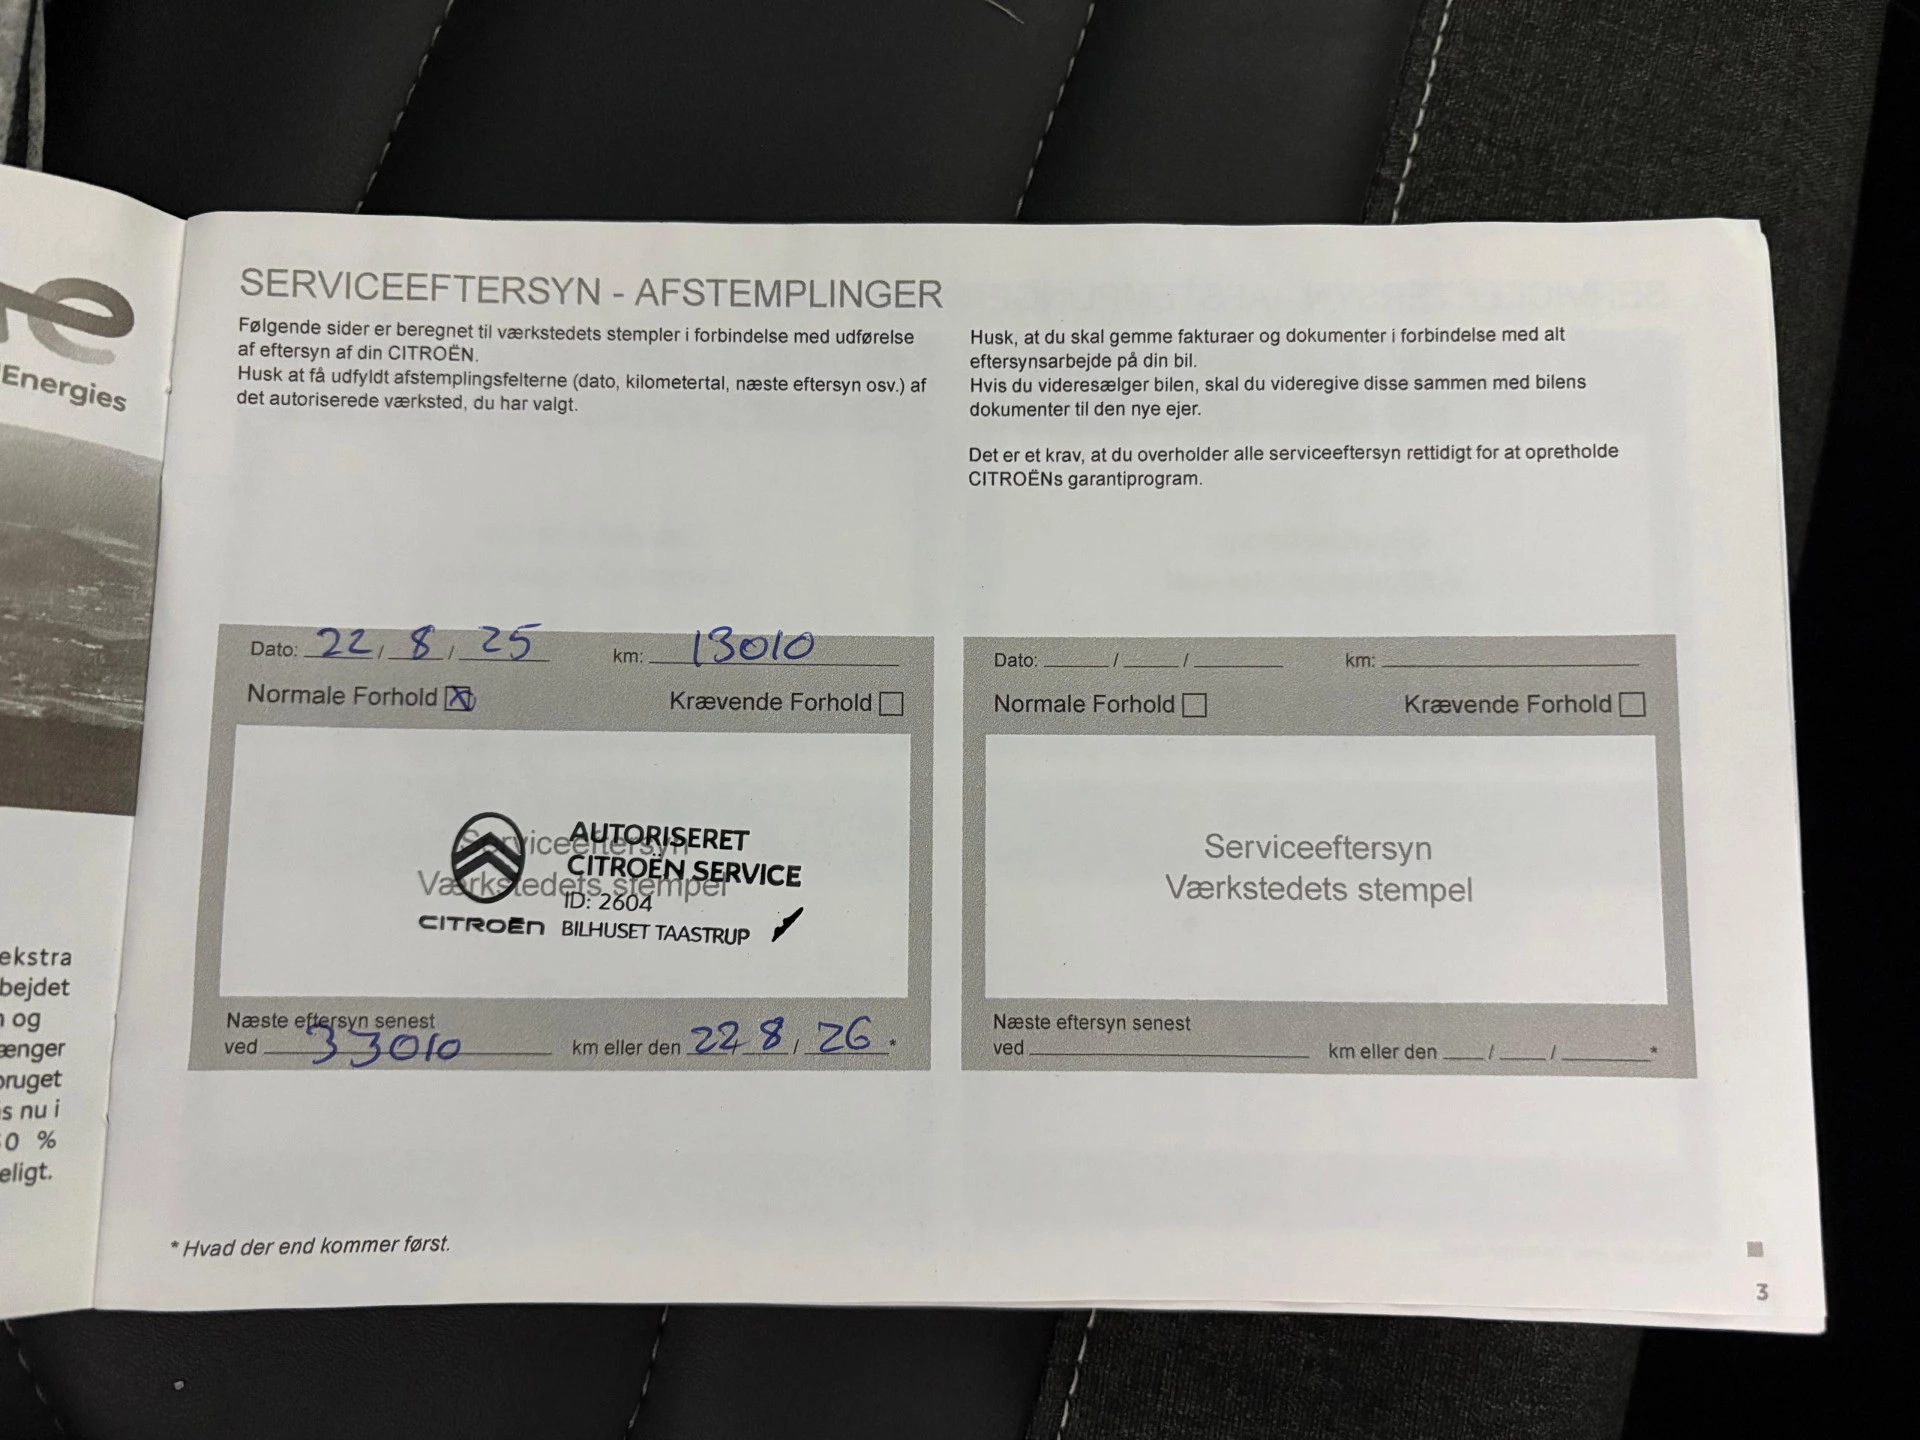 re
Energies
ekstra
bejdet
og
ænger
bruget
s nu i
0 %
eligt.
SERVICEEFTERSYN - AFSTEMPLINGER
Følgende sider er beregnet til værkstedets stempler i forbindelse med udførelse
af eftersyn af din CITROËN.
Husk at få udfyldt afstemplingsfelterne (dato, kilometertal, næste eftersyn osv.) af
det autoriserede værksted, du har valgt.
Husk, at du skal gemme fakturaer og dokumenter i forbindelse med alt
eftersynsarbejde på din bil.
Hvis du videresælger bilen, skal du videregive disse sammen med bilens
dokumenter til den nye ejer.
Det er et krav, at du overholder alle serviceeftersyn rettidigt for at opretholde
CITROËNs garantiprogram.
Dato: 22 / 8 / 25 km: 13010
Normale Forhold Krævende Forhold
Serviceeftersyn
Værkstedets stempel
AUTORISERET
CITROËN SERVICE
ID: 2604
CITROËN BILHUSET TAASTRUP
Næste eftersyn senest
ved 33010 km eller den 22 8 / 26 *
Dato: / / km:
Normale Forhold Krævende Forhold
Serviceeftersyn
Værkstedets stempel
Næste eftersyn senest
ved km eller den / / *
* Hvad der end kommer først.
3